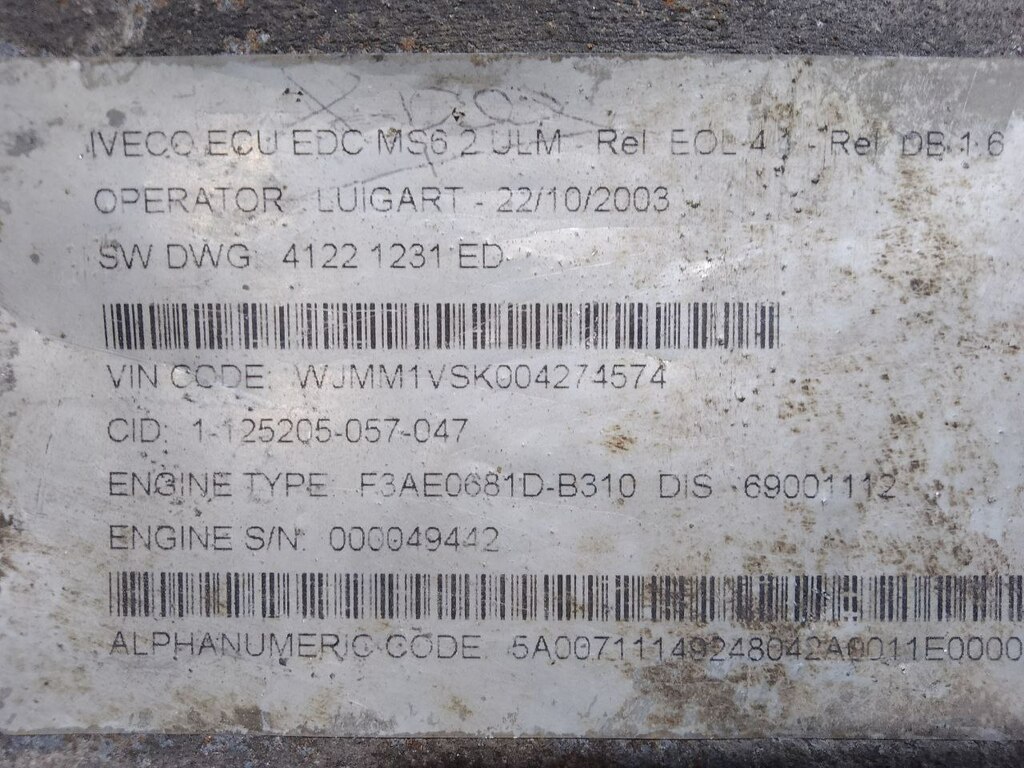 IVECO ECU EDC MS6.2 ULM - Rel. EOL 4 - Rel. DB 1.6
OPERATOR : LUIGART - 22/10/2003
SW DWG: 4122 1231 ED
VIN CODE: WJMM1VSK004274574
CID: 1-125205-057-047
ENGINE TYPE: F3AE0681D-B310 DIS: 69001112
ENGINE S/N: 000049442
ALPHANUMERIC CODE: 5A00711149248042A0011E0000